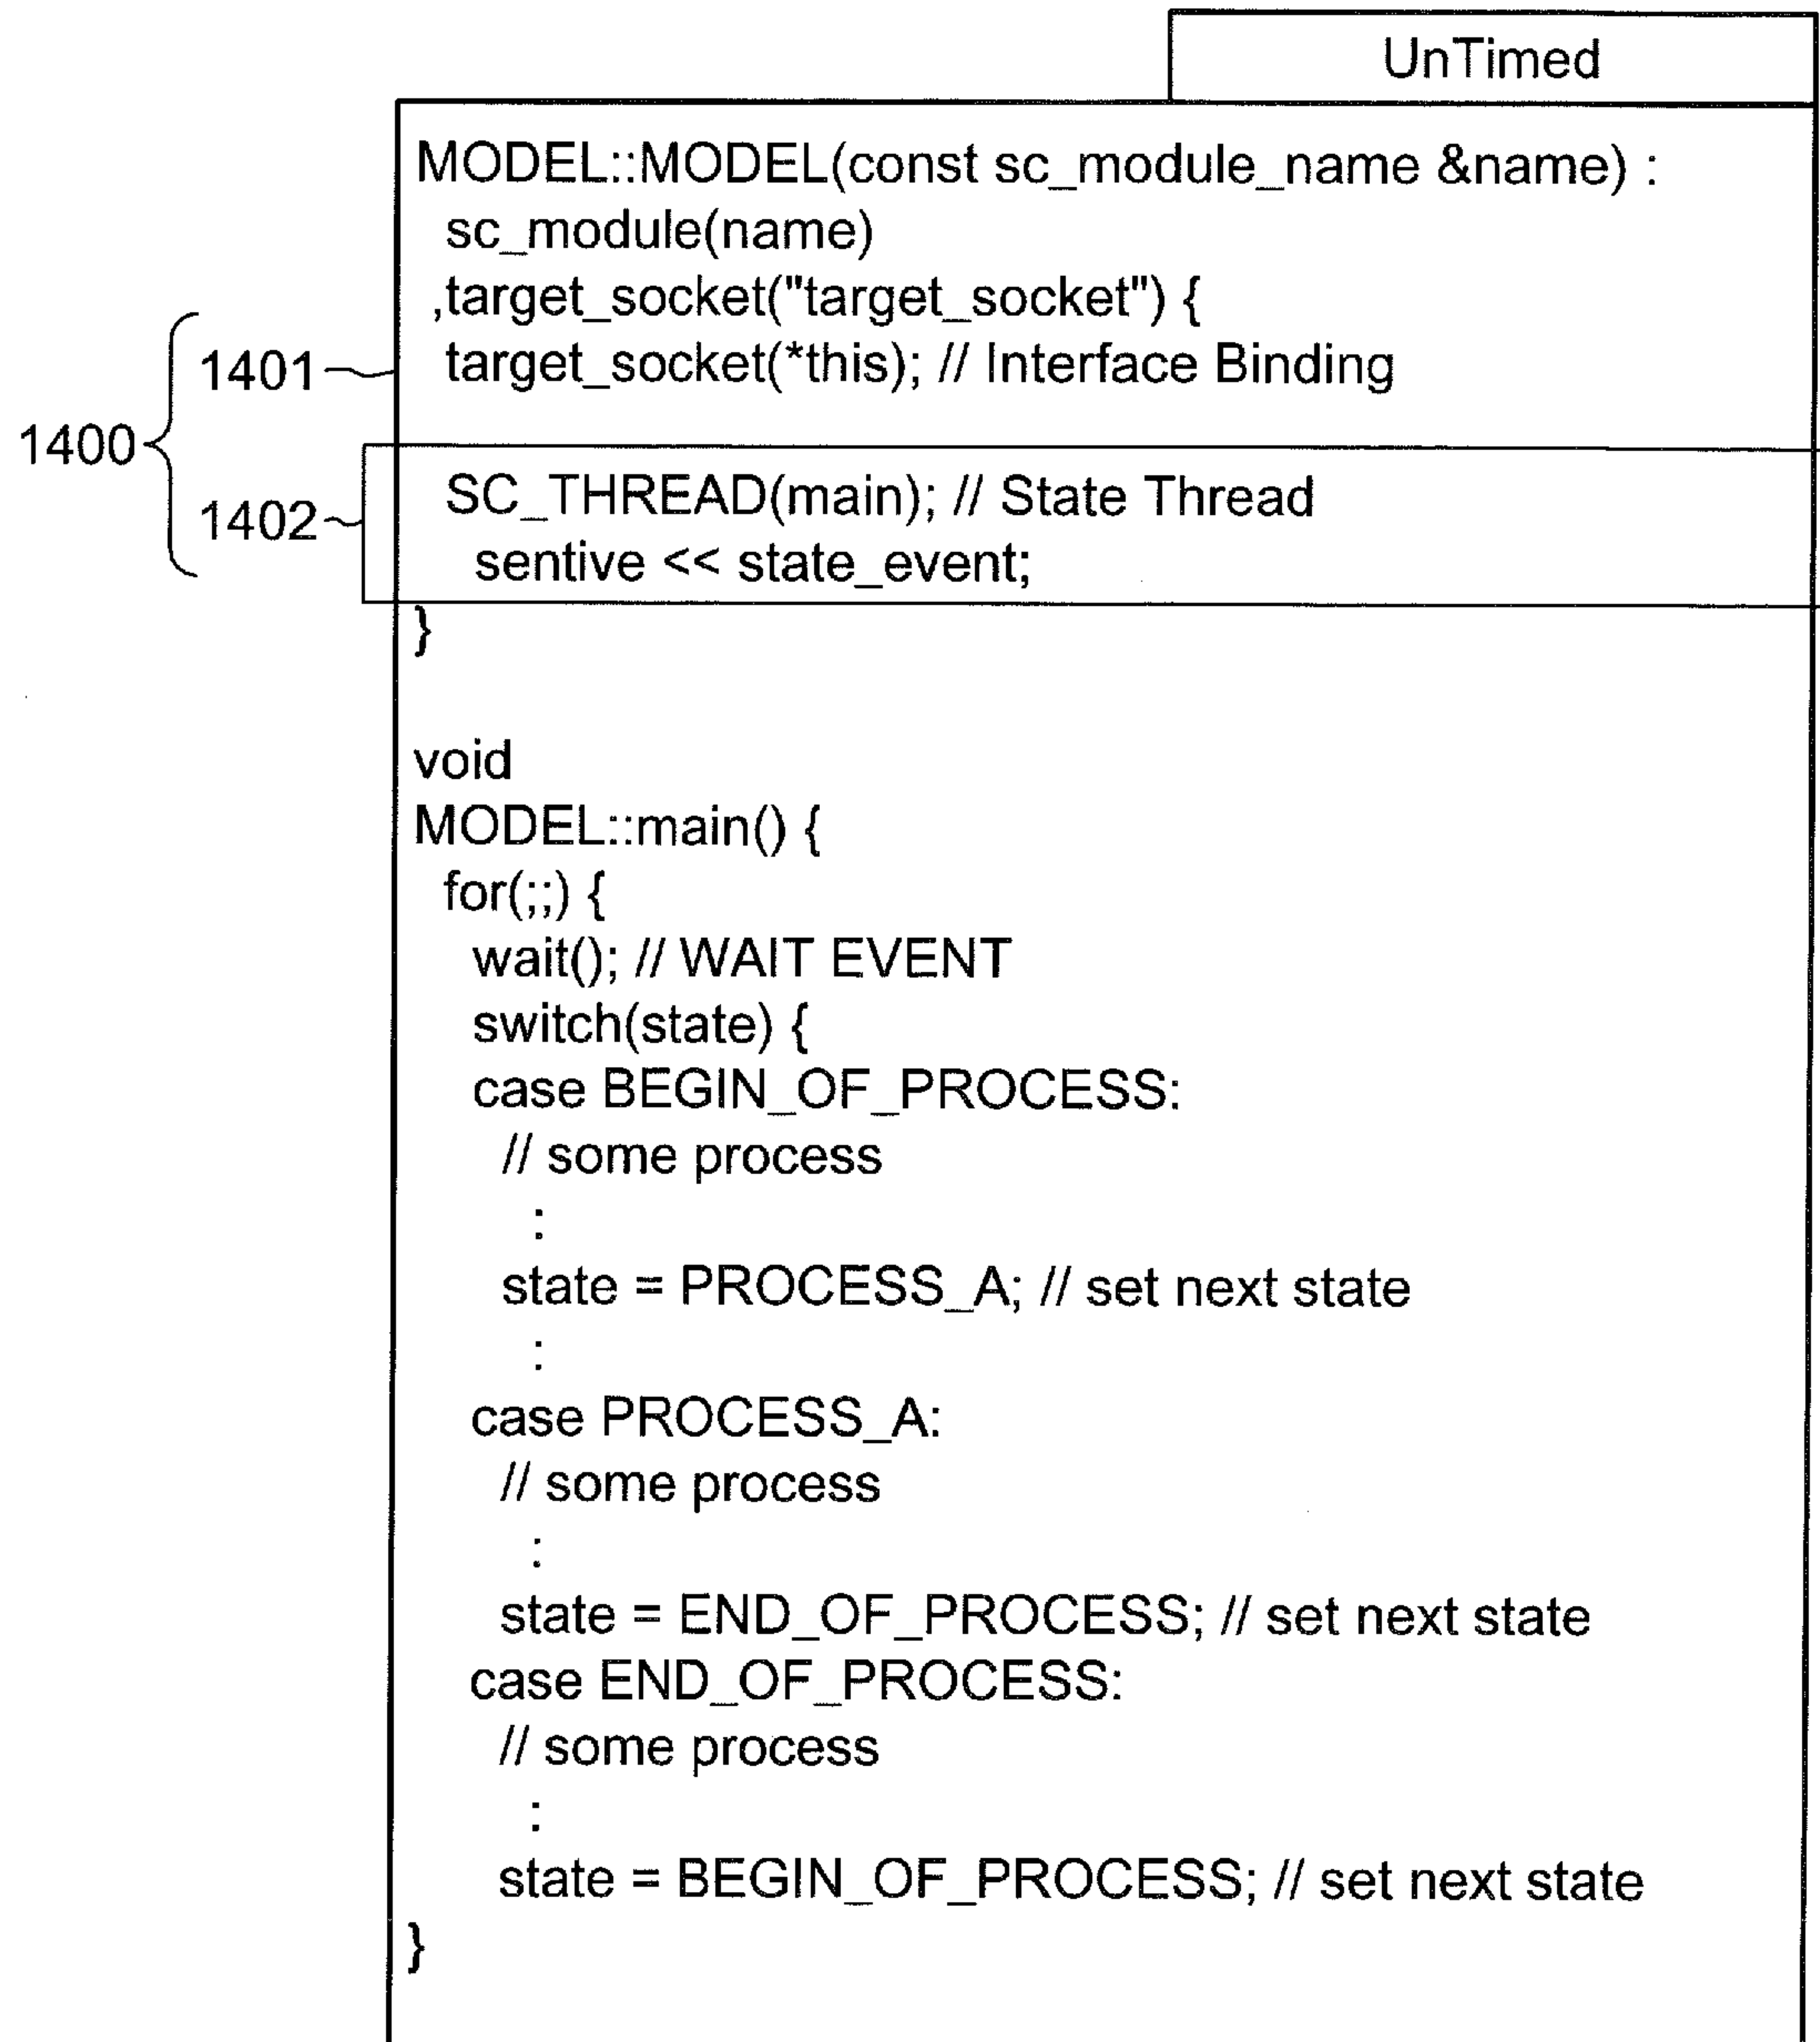 UnTimed
MODEL::MODEL(const sc_module_name &name) :
sc_module(name)
,target_socket("target_socket") {
1401
target_socket(*this); // Interface Binding
1400
SC_THREAD(main); // State Thread
1402
sentive << state_event;
}
void
MODEL::main() {
for(;;) {
wait(); // WAIT EVENT
switch(state) {
case BEGIN_OF_PROCESS:
// some process
:
state = PROCESS_A; // set next state
:
case PROCESS_A:
// some process
:
state = END_OF_PROCESS; // set next state
case END_OF_PROCESS:
// some process
:
state = BEGIN_OF_PROCESS; // set next state
}